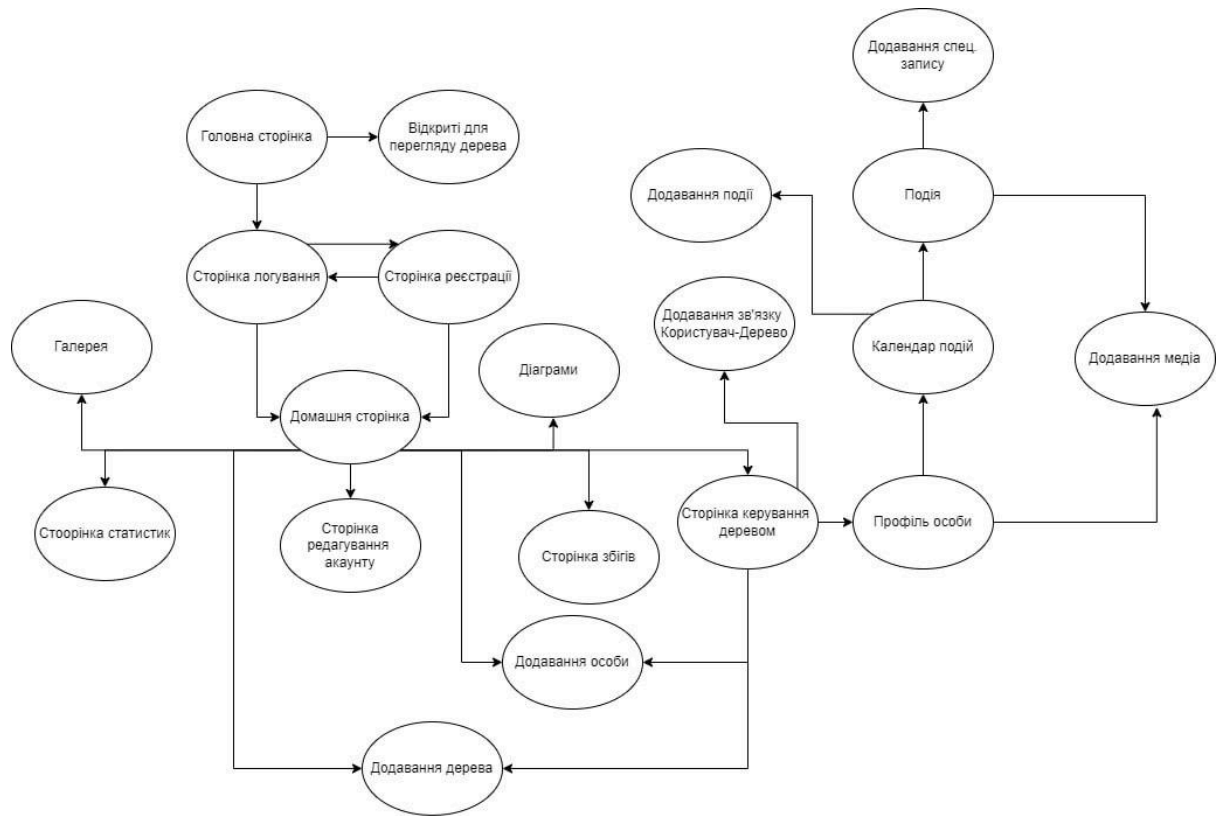 Додавання спец.
запису
Головна сторінка
Відкриті для
перегляду дерева
Додавання події
Подія
Сторінка логування
Сторінка реєстрації
Додавання зв'язку
Користувач-Дерево
Галерея
Діаграми
Календар подій
Додавання медіа
Домашня сторінка
Стоорінка статистик
Сторінка
редагування
акаунту
Сторінка збігів
Сторінка керування
деревом
Профіль особи
Додавання особи
Додавання дерева